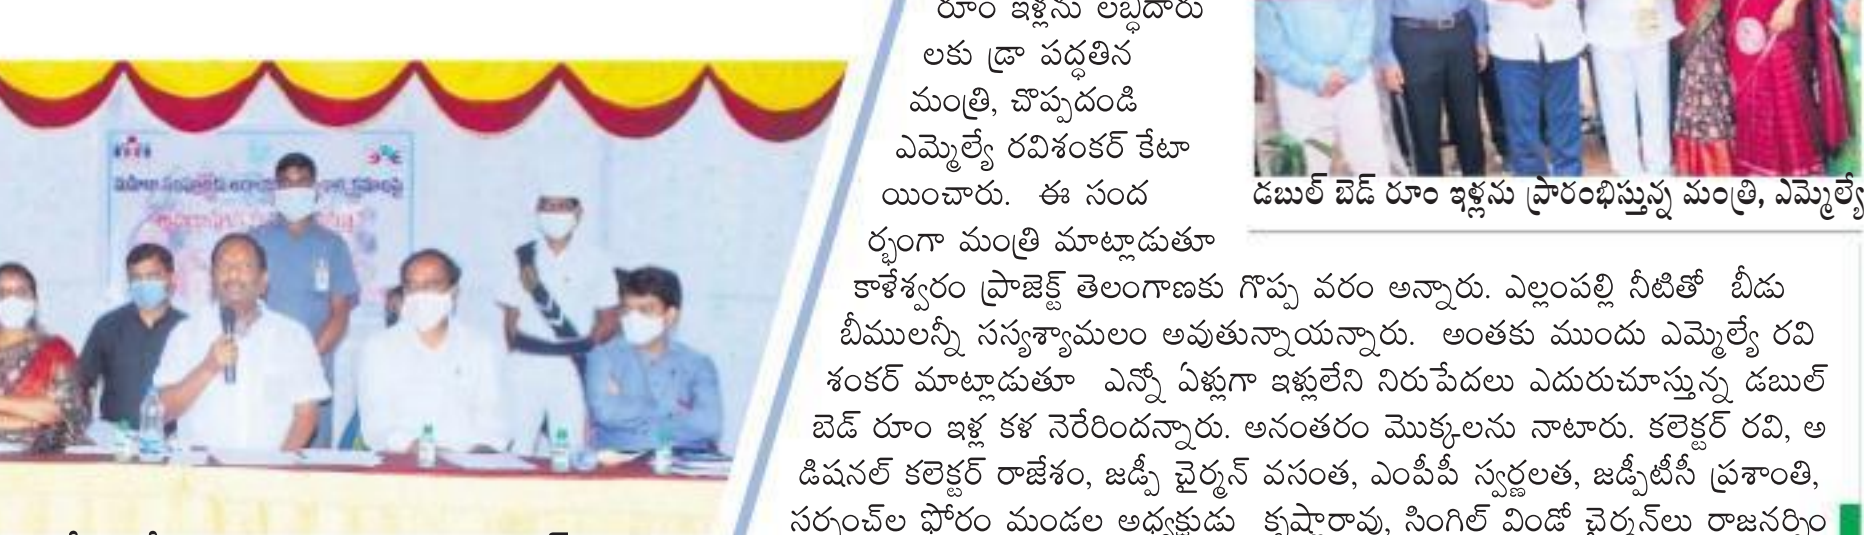 రూం ఇళ్లను లబ్ధిదారు
లకు డ్రా పద్ధతిన
మంత్రి, చొప్పదండి
ఎమ్మెల్యే రవిశంకర్ కేటా
యించారు. ఈ సంద
ర్భంగా మంత్రి మాట్లాడుతూ
కాళేశ్వరం ప్రాజెక్ట్ తెలంగాణకు గొప్ప వరం అన్నారు. ఎల్లంపల్లి నీటితో బీడు
బీములన్నీ సస్యశ్యామలం అవుతున్నాయన్నారు. అంతకు ముందు ఎమ్మెల్యే రవి
శంకర్ మాట్లాడుతూ ఎన్నో ఏళ్లుగా ఇళ్లులేని నిరుపేదలు ఎదురుచూస్తున్న డబుల్
బెడ్ రూం ఇళ్ల కళ నెరేరిందన్నారు. అనంతరం మొక్కలను నాటారు. కలెక్టర్ రవి, అ
డిషనల్ కలెక్టర్ రాజేశం, జడ్పీ చైర్మన్ వసంత, ఎంపీపీ స్వర్ణలత, జడ్పీటీసీ ప్రశాంతి,
సర్పంచ్‌ల ఫోరం మండల అధ్యక్షుడు కృష్ణారావు, సింగిల్ విండో చైర్మన్‌లు రాజనర్సిం
డబుల్ బెడ్ రూం ఇళ్లను ప్రారంభిస్తున్న మంత్రి, ఎమ్మెల్యే